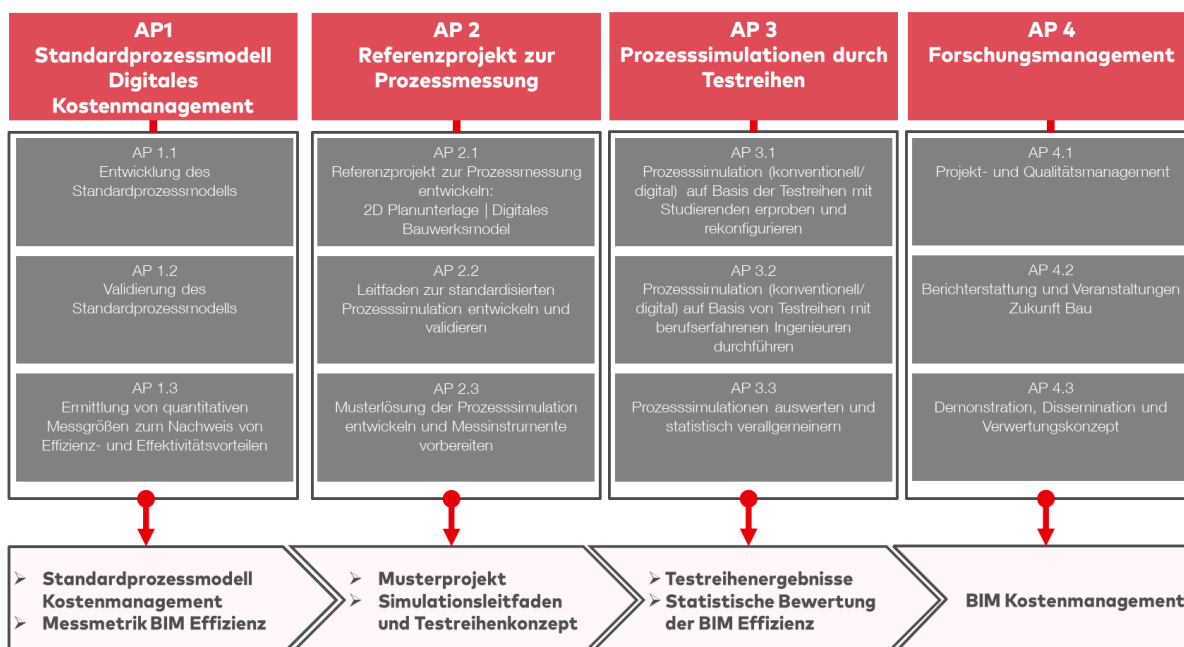 AP1
Standardprozessmodell
Digitales
Kostenmanagement
AP 1.1
Entwicklung des
Standardprozessmodells
AP 1.2
Validierung des
Standardprozessmodells
AP 1.3
Ermittlung von quantitativen
Messgrößen zum Nachweis von
Effizienz- und Effektivitätsvorteilen
➢ Standardprozessmodell
Kostenmanagement
➢ Messmetrik BIM Effizienz
AP 2
Referenzprojekt zur
Prozessmessung
AP 2.1
Referenzprojekt zur Prozessmessung
entwickeln:
2D Planunterlage | Digitales
Bauwerksmodel
AP 2.2
Leitfaden zur standardisierten
Prozesssimulation entwickeln und
validieren
AP 2.3
Musterlösung der Prozesssimulation
entwickeln und Messinstrumente
vorbereiten
➢ Musterprojekt
➢ Simulationsleitfaden
und Testreihenkonzept
AP 3
Prozesssimulationen durch
Testreihen
AP 3.1
Prozesssimulation (konventionell/
digital) auf Basis der Testreihen mit
Studierenden erproben und
rekonfigurieren
AP 3.2
Prozesssimulation (konventionell/
digital) auf Basis von Testreihen mit
berufserfahrenen Ingenieuren
durchführen
AP 3.3
Prozesssimulationen auswerten und
statistisch verallgemeinern
➢ Testreihenergebnisse
➢ Statistische Bewertung
der BIM Effizienz
AP 4
Forschungsmanagement
AP 4.1
Projekt- und Qualitätsmanagement
AP 4.2
Berichterstattung und Veranstaltungen
Zukunft Bau
AP 4.3
Demonstration, Dissemination und
Verwertungskonzept
BIM Kostenmanagement